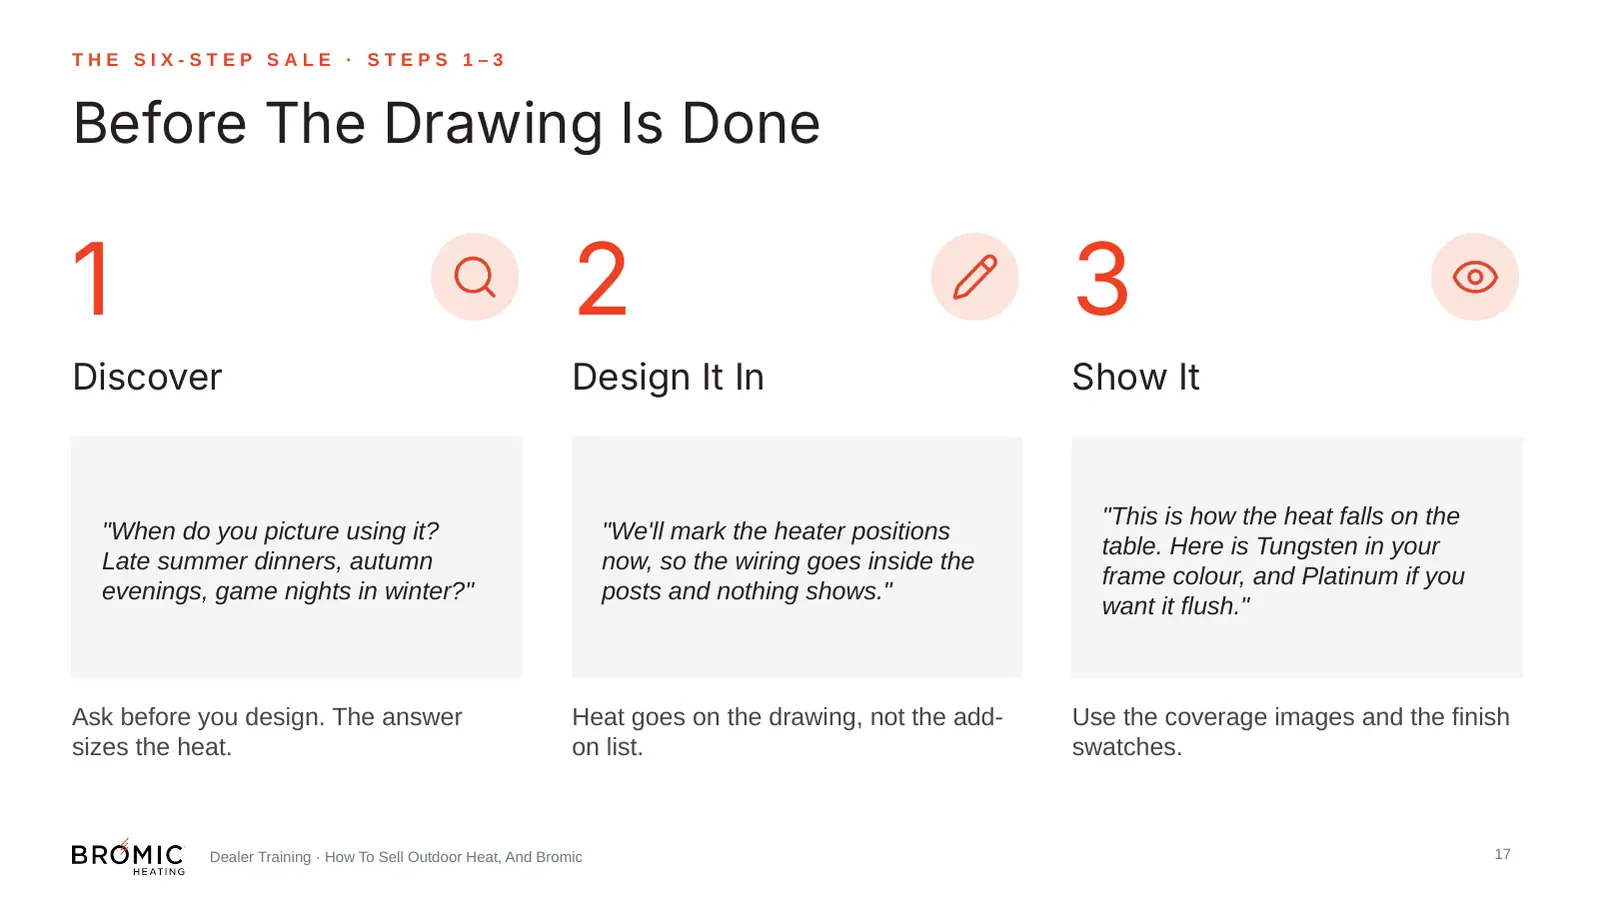 THE SIX-STEP SALE · STEPS 1–3
Before The Drawing Is Done
1
Discover
"When do you picture using it?
Late summer dinners, autumn
evenings, game nights in winter?"
Ask before you design. The answer
sizes the heat.
2
Design It In
"We'll mark the heater positions
now, so the wiring goes inside the
posts and nothing shows."
Heat goes on the drawing, not the add-
on list.
3
Show It
"This is how the heat falls on the
table. Here is Tungsten in your
frame colour, and Platinum if you
want it flush."
Use the coverage images and the finish
swatches.
BROMIC
HEATING
Dealer Training · How To Sell Outdoor Heat, And Bromic
17